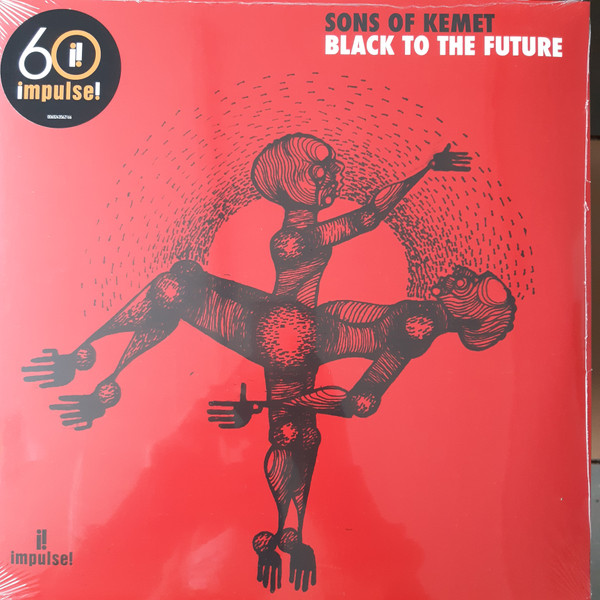 SONS OF KEMET
BLACK TO THE FUTURE
60 i!
impulse!
i!
impulse!